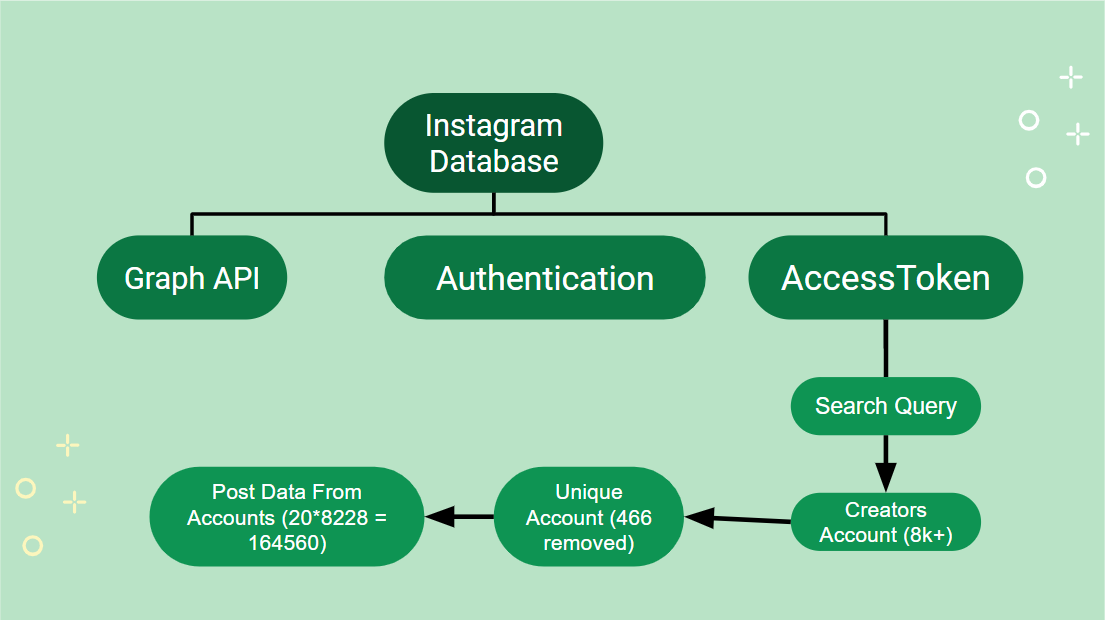 Instagram
Database
Graph API
Authentication
AccessToken
Search Query
Creators
Account (8k+)
Unique
Account (466
removed)
Post Data From
Accounts (20*8228 =
164560)